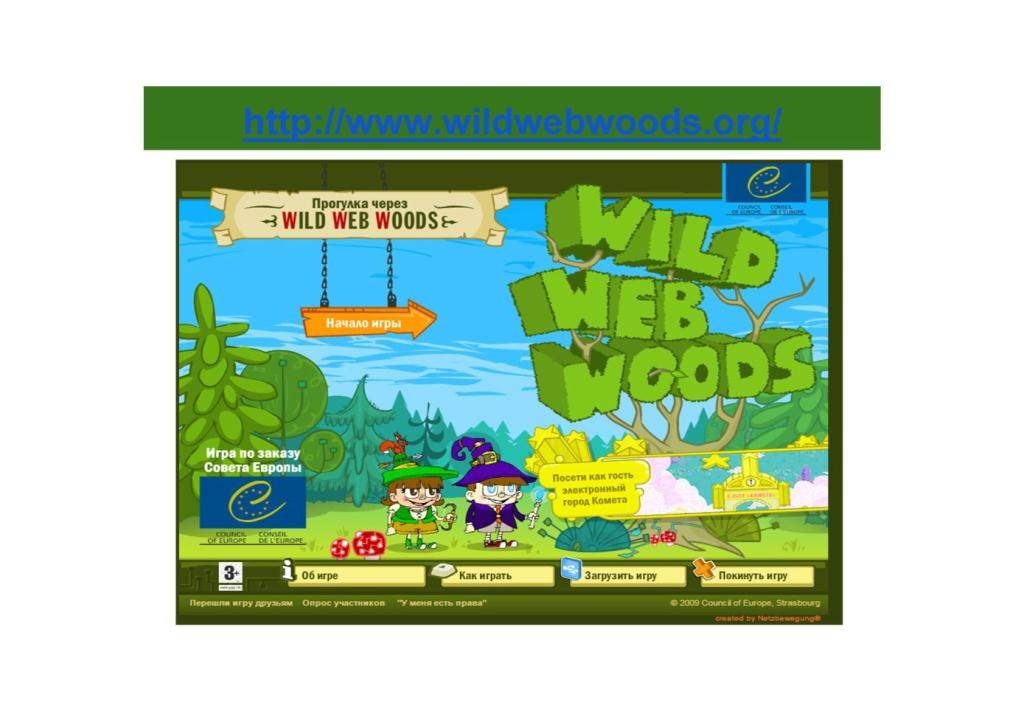 http://www.wildwebwoods.org/
Прогулка через
WILD WEB WOODS
COUNCIL OF EUROPE CONSEIL DE L'EUROPE
WILD
WEB
WOODS
Начало игры
Игра по заказу
Совета Европы
COUNCIL CONSEIL
OF EUROPE DE L'EUROPE
Посети как гость
электронный
город Комета
3+
Об игре
Как играть
Загрузить игру
Покинуть игру
Перешли игру друзьям Опрос участников "У меня есть права"
© 2009 Council of Europe, Strasbourg
created by Netzbewegung®